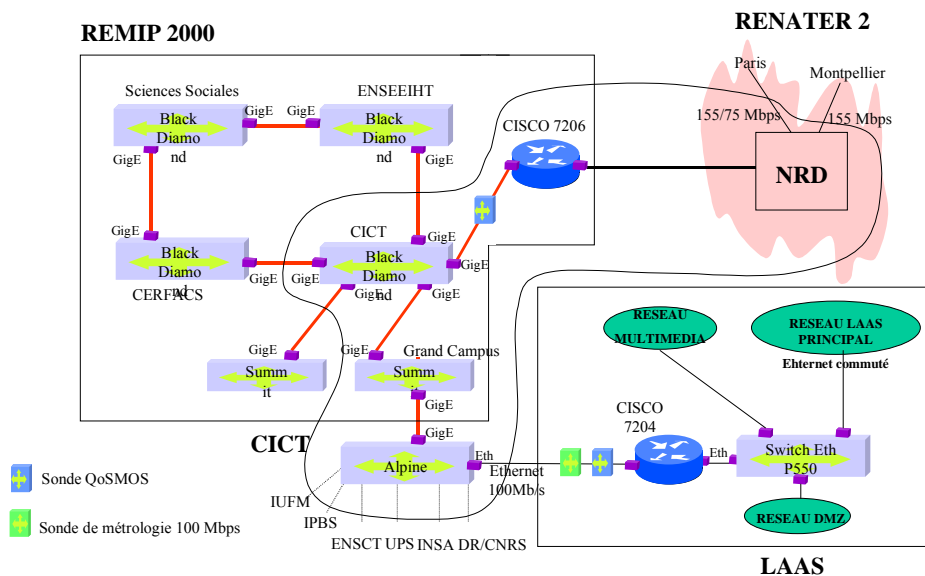 REMIP 2000
RENATER 2
Paris
Montpellier
Sciences Sociales
ENSEEIHT
GigE
GigE
155/75 Mbps
155 Mbps
Black
Diamo
nd
Black
Diamo
nd
CISCO 7206
GigE
GigE
NRD
CICT
GigE
GigE
Black
Diamo
nd
Black
Diamo
nd
GigE
GigE
GigE
CERFACS
GigE
GigE
RESEAU
MULTIMEDIA
RESEAU LAAS
PRINCIPAL
Ehternet commuté
GigE
GigE
Grand Campus
Summ
it
Summ
it
GigE
CISCO
7204
CICT
GigE
Alpine
Eth
Ethernet
100Mb/s
Eth
Switch Eth
P550
Sonde QoSMOS
IUFM
IPBS
RESEAU DMZ
Sonde de métrologie 100 Mbps
ENSCT UPS INSA DR/CNRS
LAAS